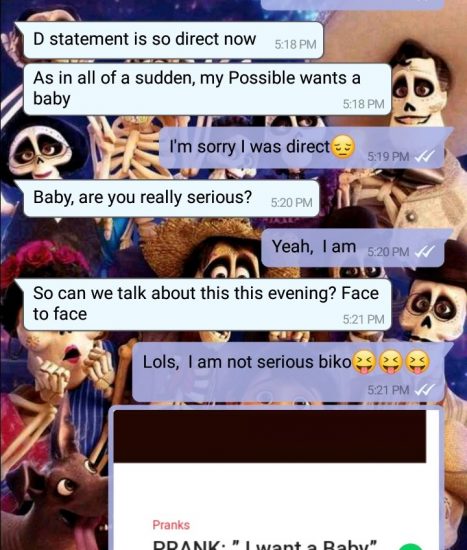 D statement is so direct now 5:18 PM
As in all of a sudden, my Possible wants a
baby
5:18 PM
I'm sorry I was direct😔 5:19 PM
Baby, are you really serious? 5:20 PM
Yeah, I am 5:20 PM
So can we talk about this this evening? Face
to face
5:21 PM
Lols, I am not serious biko😝😝😝
5:21 PM
Pranks
PRANK: " I want a Baby"